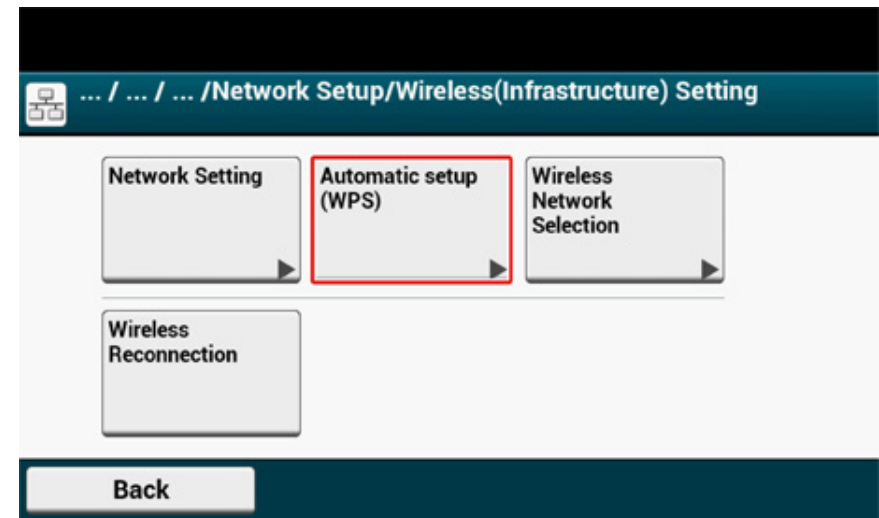 ... / ... / ... /Network Setup/Wireless(Infrastructure) Setting
Network Setting
Automatic setup
(WPS)
Wireless
Network
Selection
Wireless
Reconnection
Back